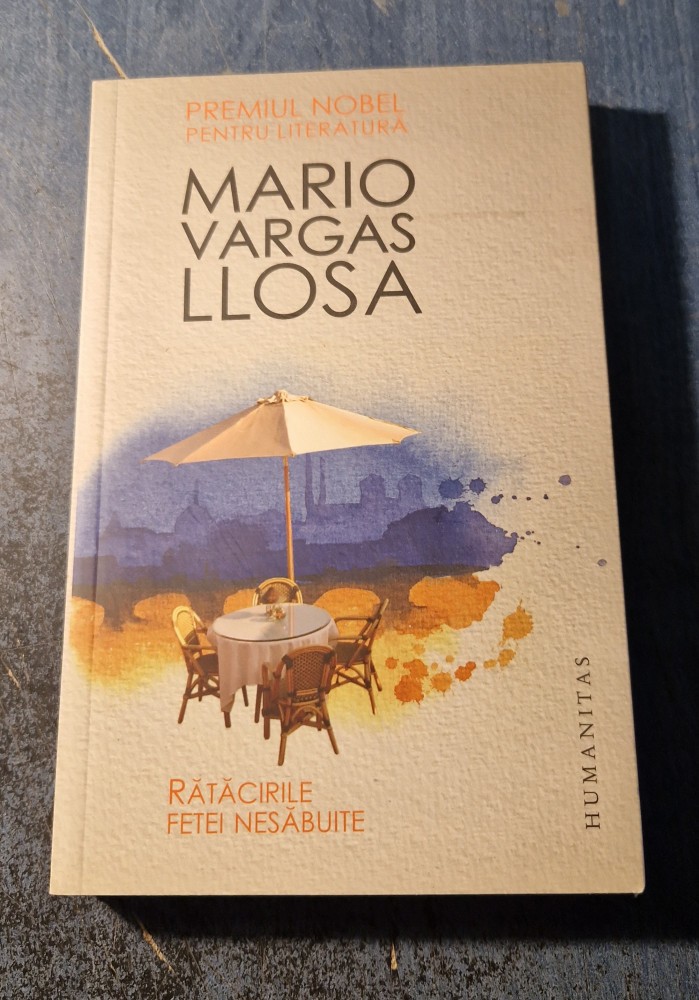 PREMIUL NOBEL
PENTRU LITERATURĂ
MARIO
VARGAS
LLOSA
HUMANITAS
RĂTĂCIRILE
FETEI NESĂBUITE